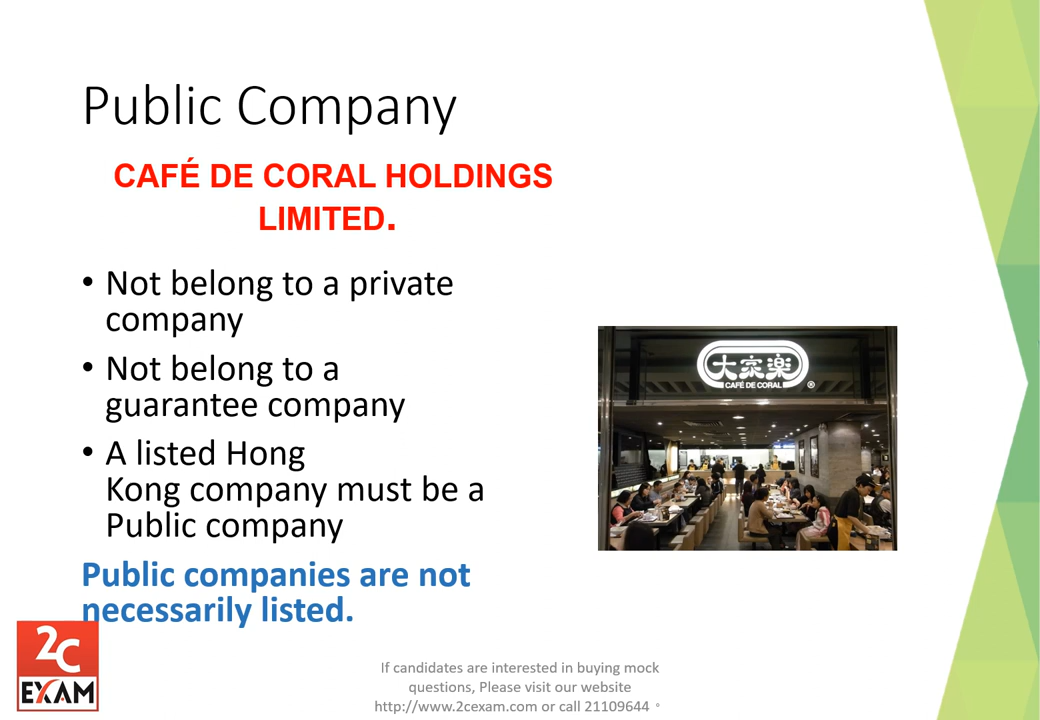 Public Company
CAFÉ DE CORAL HOLDINGS
LIMITED.
• Not belong to a private
company
• Not belong to a
guarantee company
• A listed Hong
Kong company must be a
Public company
Public companies are not
necessarily listed.
大家樂
CAFÉ DE CORAL
®
2C
EXAM
If candidates are interested in buying mock
questions, Please visit our website
http://www.2cexam.com or call 21109644 。